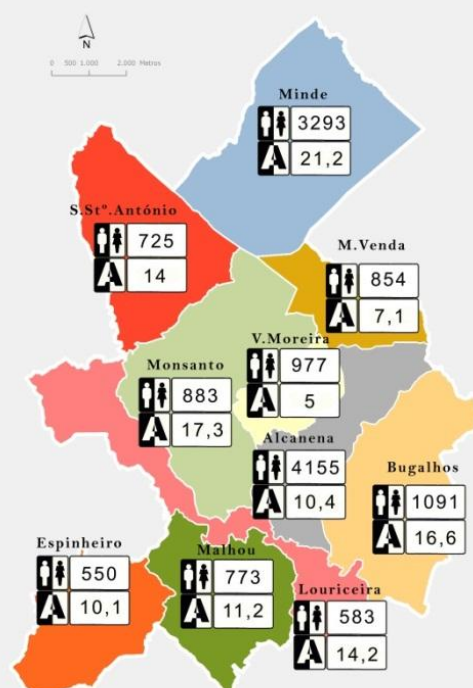 N
0 500 1.000 2.000 Metros
Minde
3293
A 21,2
S.Stº.António
725
A 14
M.Venda
854
A 7,1
V.Moreira
977
A 5
Monsanto
883
A 17,3
Alcanena
4155
A 10,4
Bugalhos
1091
A 16,6
Espinheiro
550
A 10,1
Malhou
773
A 11,2
Louriceira
583
A 14,2